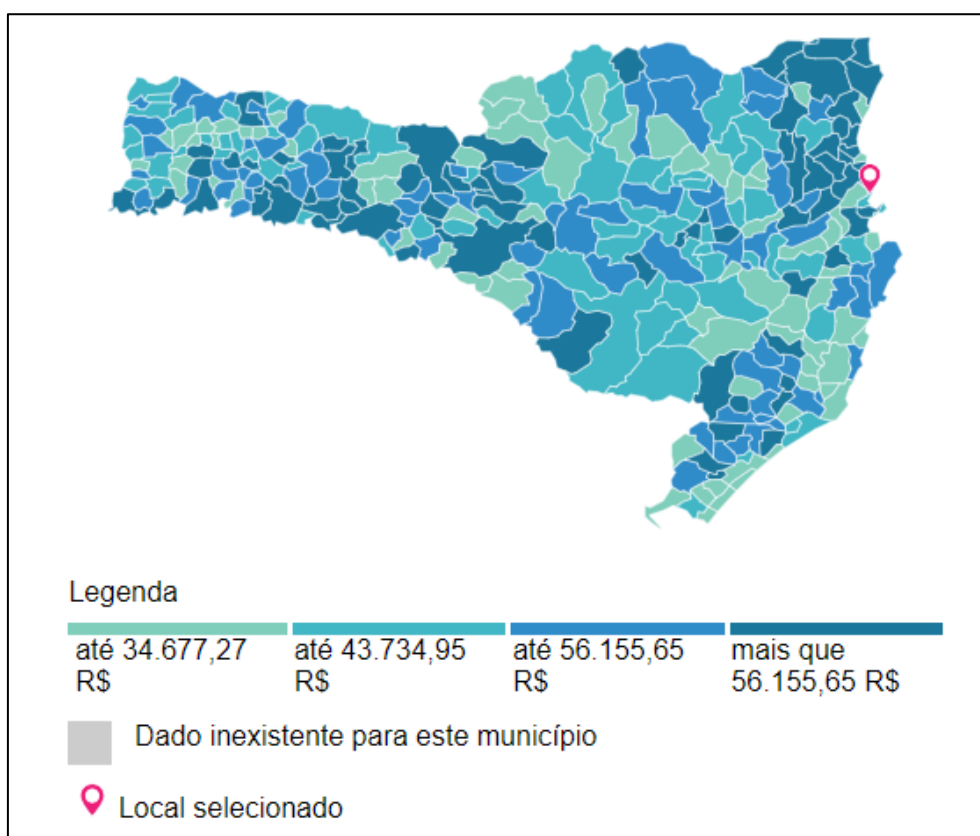 Legenda
até 34.677,27 R$
até 43.734,95 R$
até 56.155,65 R$
mais que 56.155,65 R$
Dado inexistente para este município
Local selecionado